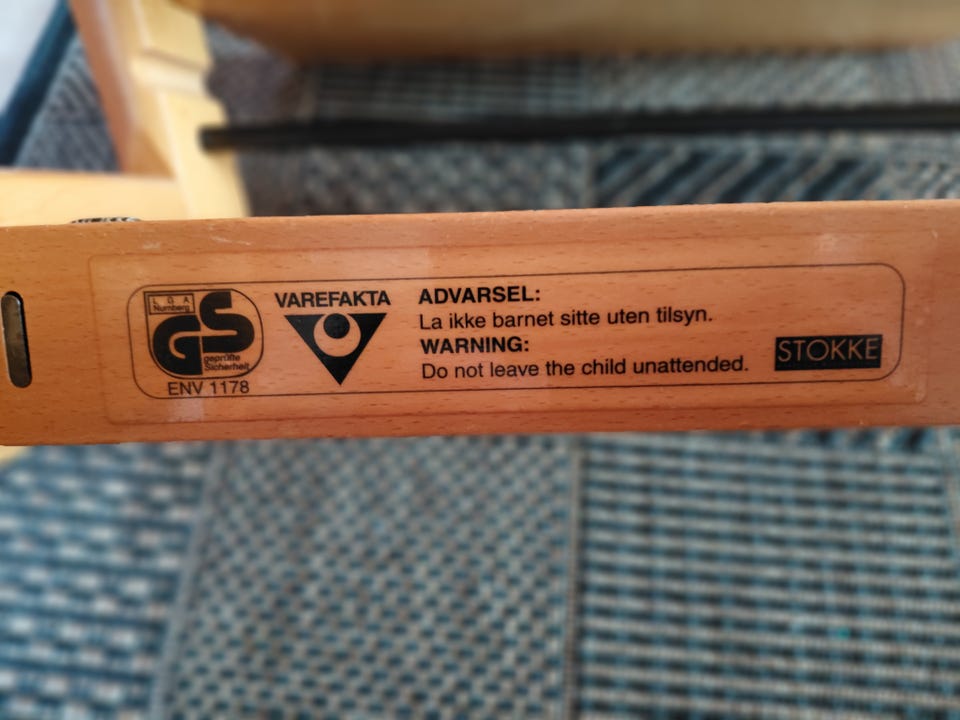 LGA
Nürnberg
GS
geprüfte
Sicherheit
ENV 1178
VAREFAKTA
ADVARSEL:
La ikke barnet sitte uten tilsyn.
WARNING:
Do not leave the child unattended.
STOKKE